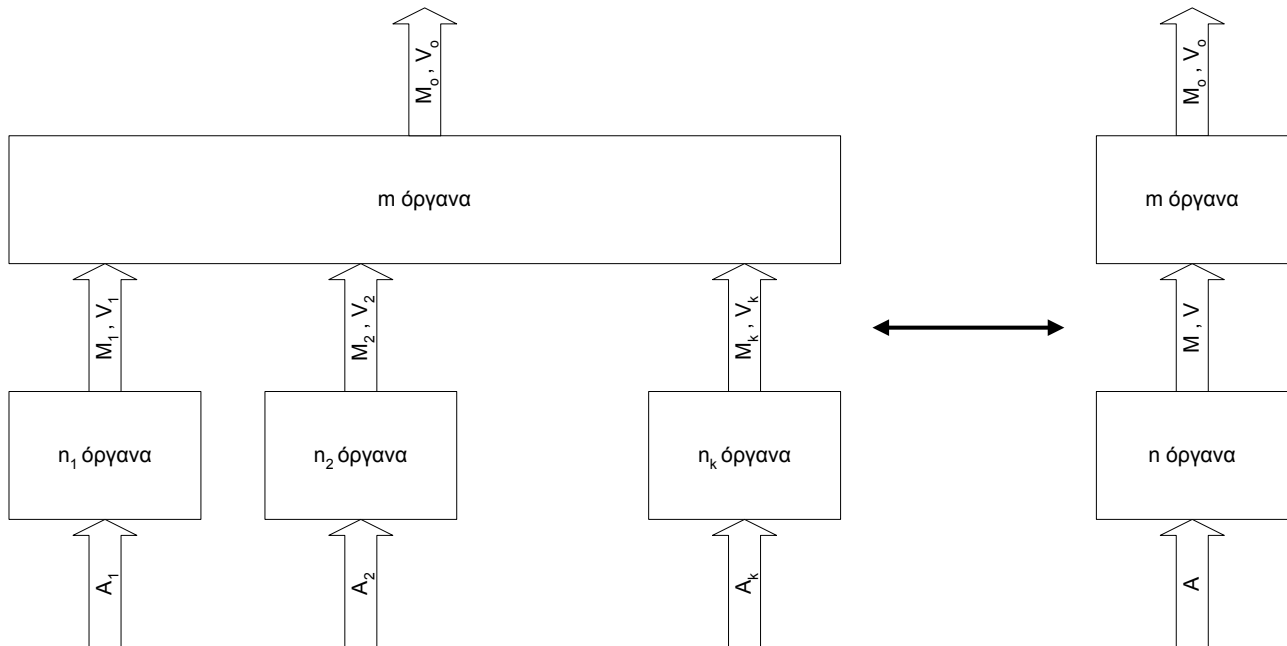 M₀ , V₀
M₀ , V₀
m όργανα
m όργανα
M₁ , V₁
M₂ , V₂
Mₖ , Vₖ
M , V
n₁ όργανα
n₂ όργανα
nₖ όργανα
n όργανα
A₁
A₂
Aₖ
A